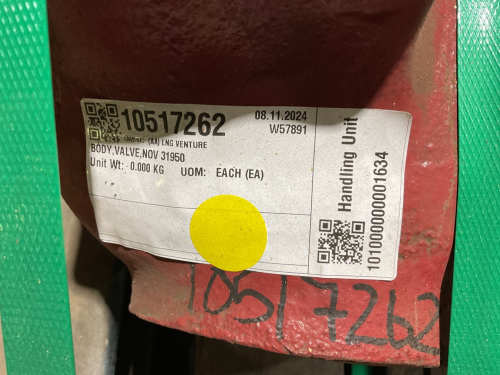 10517262
08.11.2024
W57891
(AA) LNG VENTURE
BODY,VALVE,NOV 31950
Unit Wt: 0.000 KG UOM: EACH (EA)
Handling Unit
1010000000001634
10517262